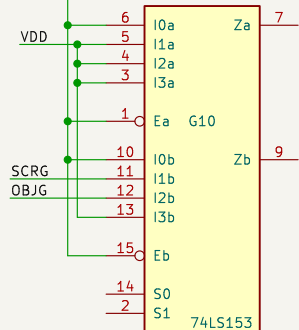 6 I0a Za 7
VDD 5 I1a
4 I2a
3 I3a
1 Ea G10
10 I0b Zb 9
SCRG 11 I1b
OBJG 12 I2b
13 I3b
15 Eb
14 S0
2 S1
74LS153